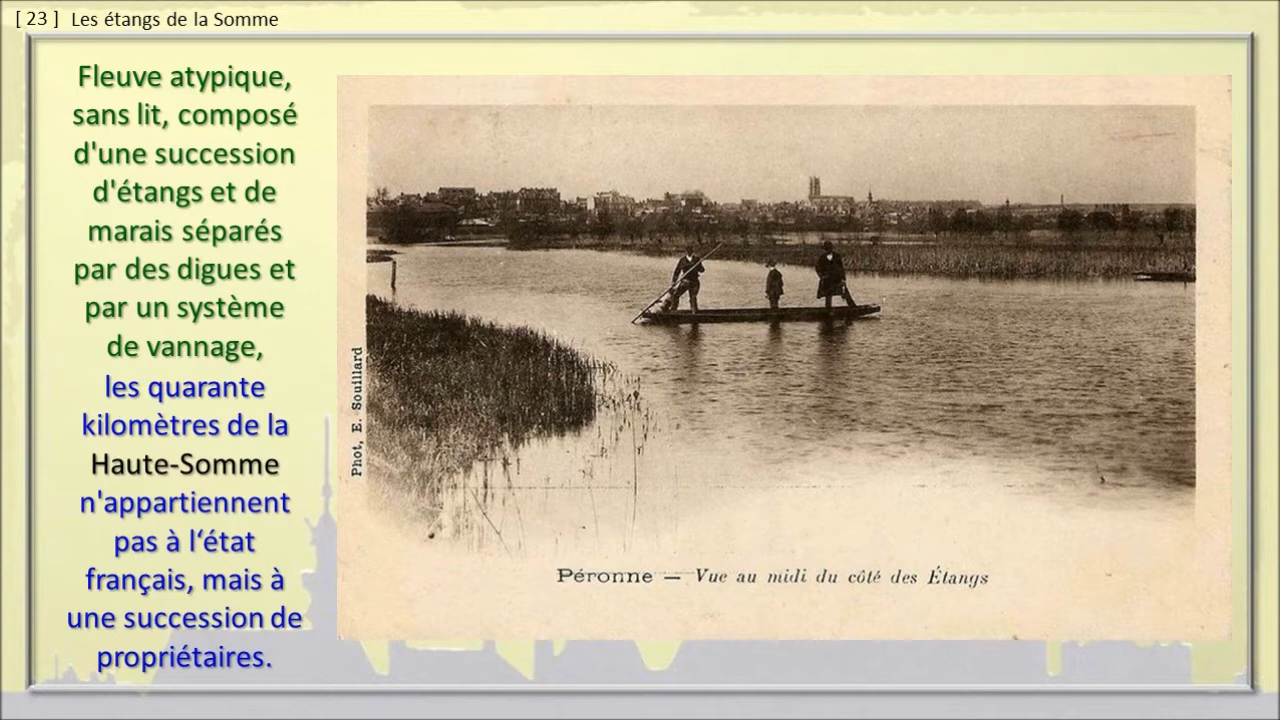 [ 23 ] Les étangs de la Somme
Fleuve atypique,
sans lit, composé
d'une succession
d'étangs et de
marais séparés
par des digues et
par un système
de vannage,
les quarante
kilomètres de la
Haute-Somme
n'appartiennent
pas à l‘état
français, mais à
une succession de
propriétaires.
Phot, E. Souillard
Péronne — Vue au midi du côté des Étangs